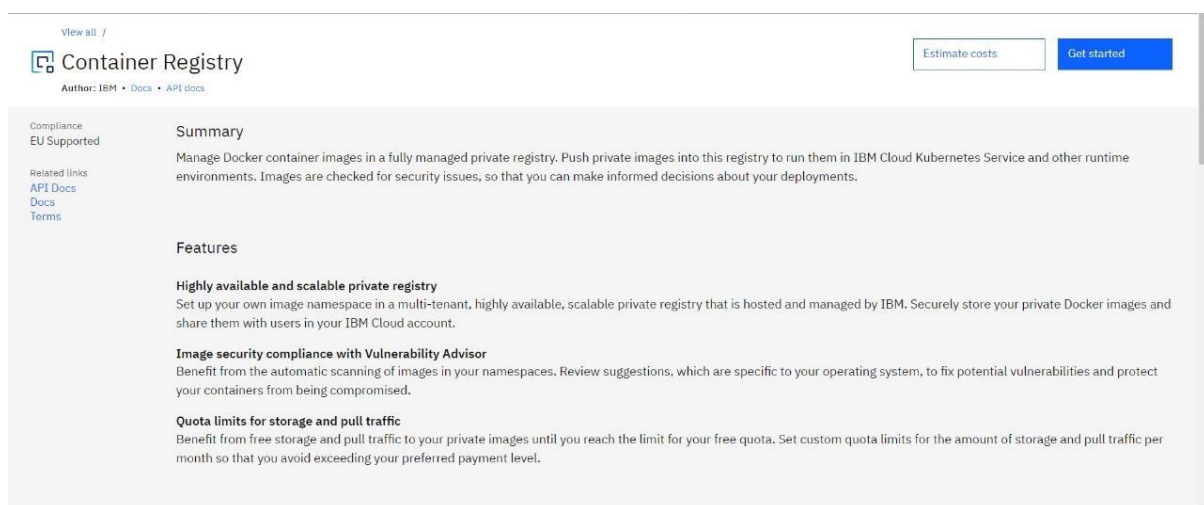 View all /
Container Registry
Author: IBM • Docs • API docs
Estimate costs
Get started
Compliance
EU Supported
Related links
API Docs
Docs
Terms
Summary
Manage Docker container images in a fully managed private registry. Push private images into this registry to run them in IBM Cloud Kubernetes Service and other runtime
environments. Images are checked for security issues, so that you can make informed decisions about your deployments.
Features
Highly available and scalable private registry
Set up your own image namespace in a multi-tenant, highly available, scalable private registry that is hosted and managed by IBM. Securely store your private Docker images and
share them with users in your IBM Cloud account.
Image security compliance with Vulnerability Advisor
Benefit from the automatic scanning of images in your namespaces. Review suggestions, which are specific to your operating system, to fix potential vulnerabilities and protect
your containers from being compromised.
Quota limits for storage and pull traffic
Benefit from free storage and pull traffic to your private images until you reach the limit for your free quota. Set custom quota limits for the amount of storage and pull traffic per
month so that you avoid exceeding your preferred payment level.